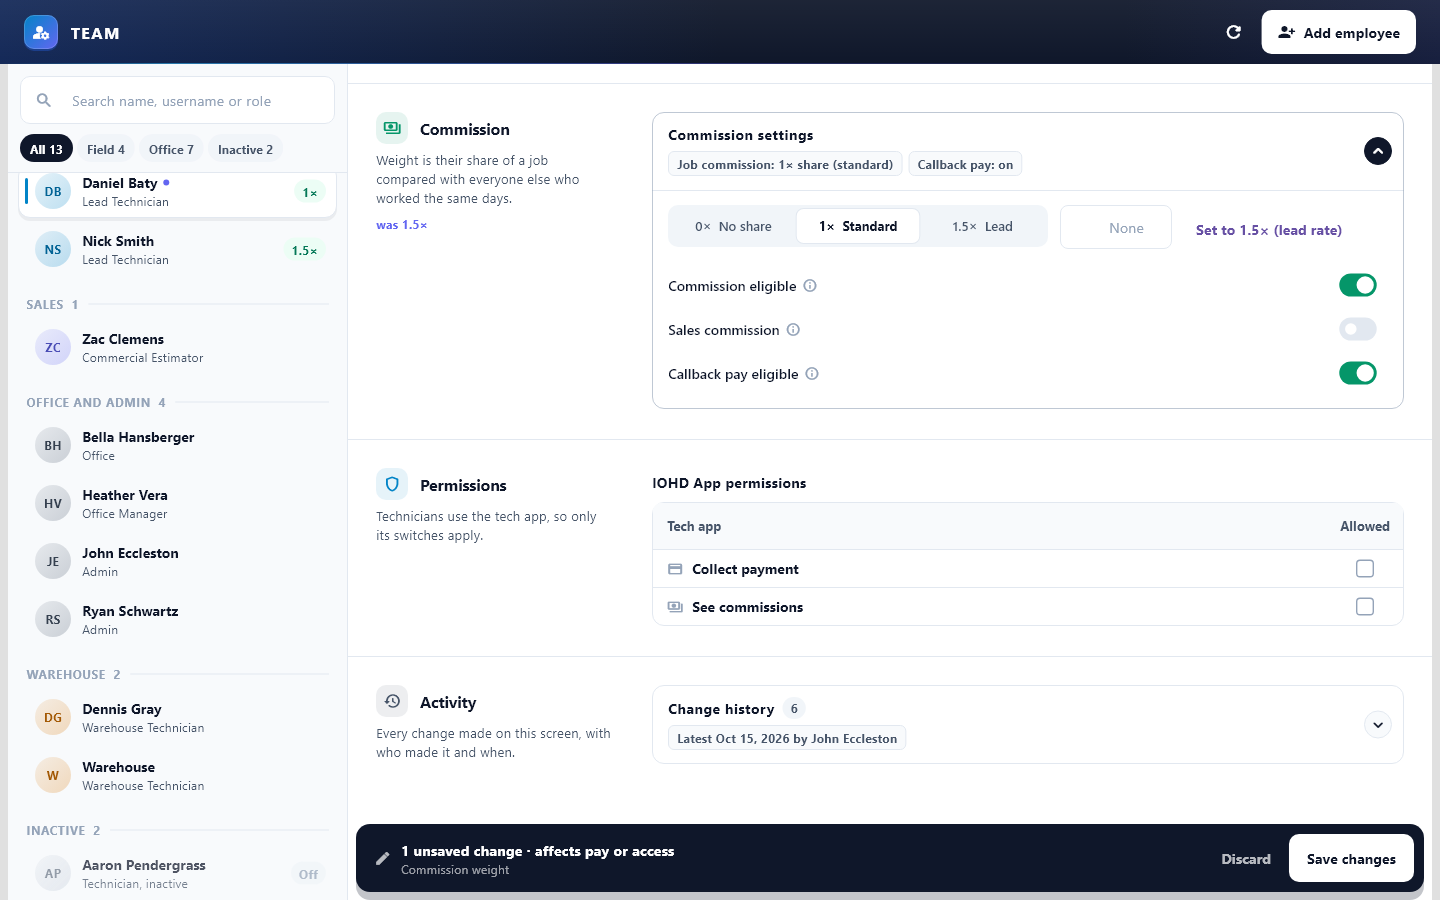 TEAM
Add employee
Search name, username or role
All 13
Field 4
Office 7
Inactive 2
DB
Daniel Baty
Lead Technician
1×
NS
Nick Smith
Lead Technician
1.5×
SALES 1
ZC
Zac Clemens
Commercial Estimator
OFFICE AND ADMIN 4
BH
Bella Hansberger
Office
HV
Heather Vera
Office Manager
JE
John Eccleston
Admin
RS
Ryan Schwartz
Admin
WAREHOUSE 2
DG
Dennis Gray
Warehouse Technician
W
Warehouse
Warehouse Technician
INACTIVE 2
AP
Aaron Pendergrass
Technician, inactive
Off
Commission
Weight is their share of a job
compared with everyone else who
worked the same days.
was 1.5×
Commission settings
Job commission: 1× share (standard)
Callback pay: on
0× No share
1× Standard
1.5× Lead
None
Set to 1.5× (lead rate)
Commission eligible
Sales commission
Callback pay eligible
Permissions
Technicians use the tech app, so only
its switches apply.
IOHD App permissions
Tech app
Allowed
Collect payment
See commissions
Activity
Every change made on this screen, with
who made it and when.
Change history 6
Latest Oct 15, 2026 by John Eccleston
1 unsaved change · affects pay or access
Commission weight
Discard
Save changes